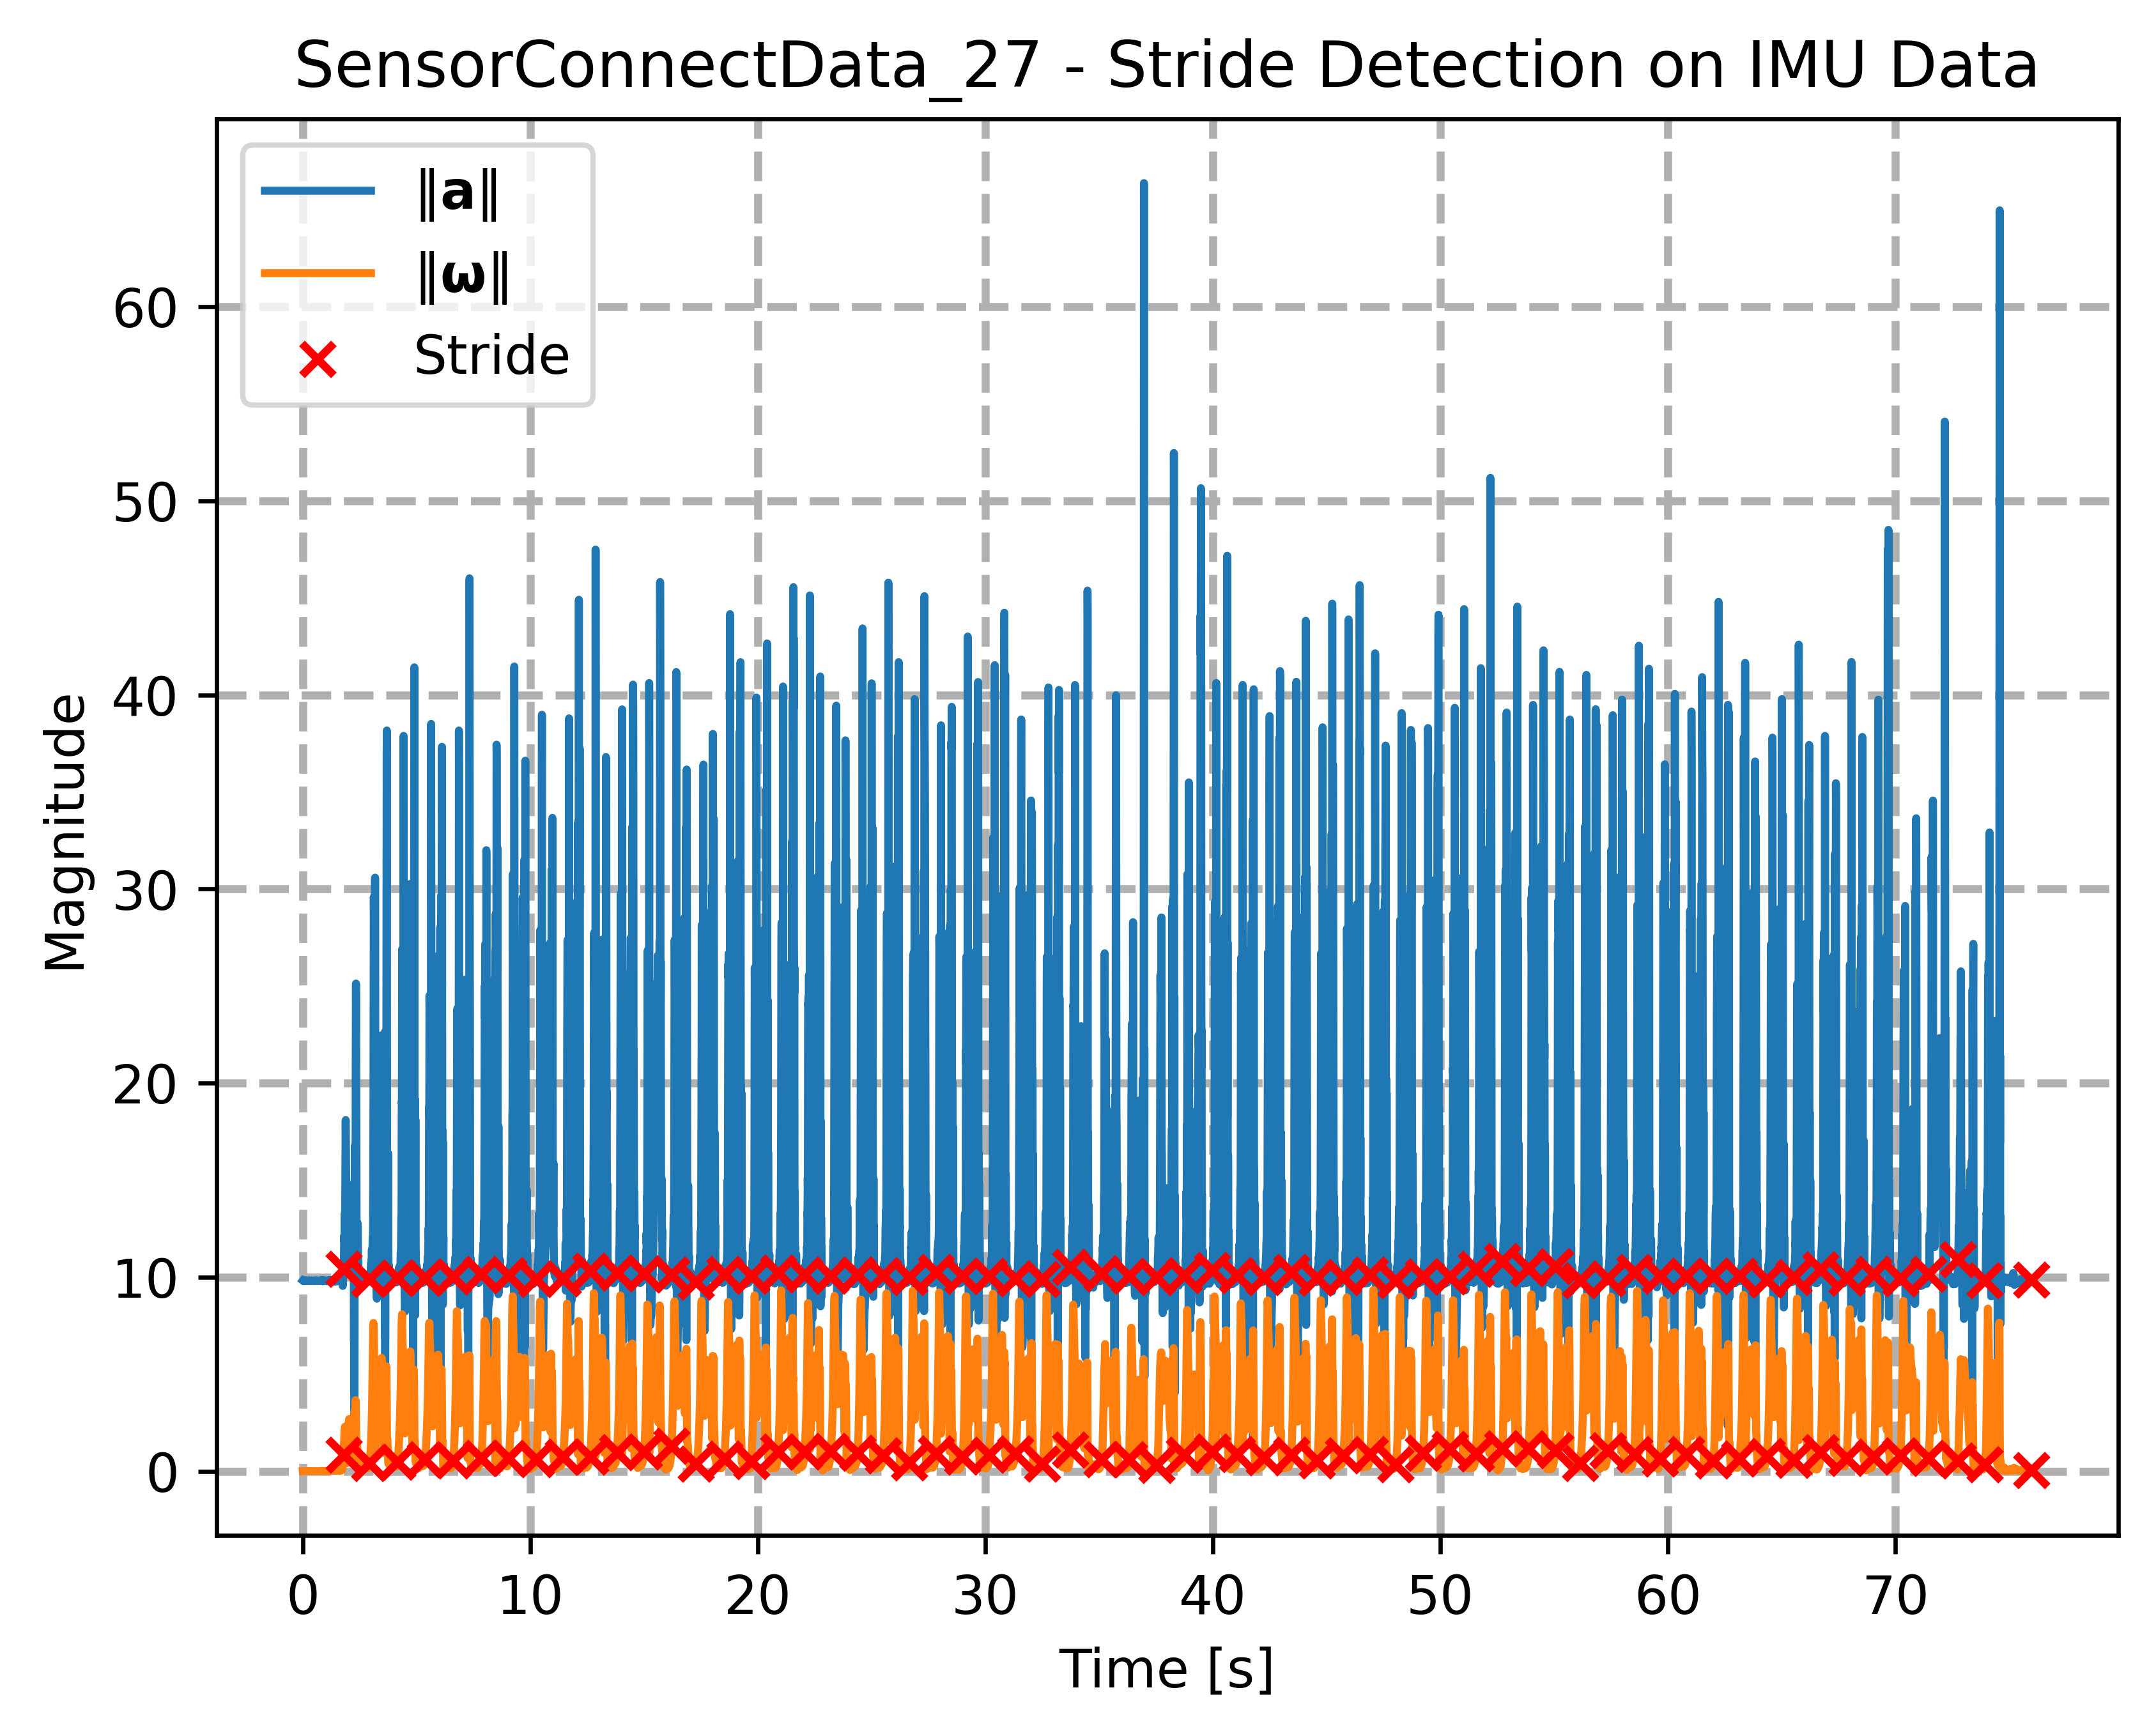 SensorConnectData_27 - Stride Detection on IMU Data
‖a‖
‖ω‖
Stride
Magnitude
60
50
40
30
20
10
0
0 10 20 30 40 50 60 70
Time [s]